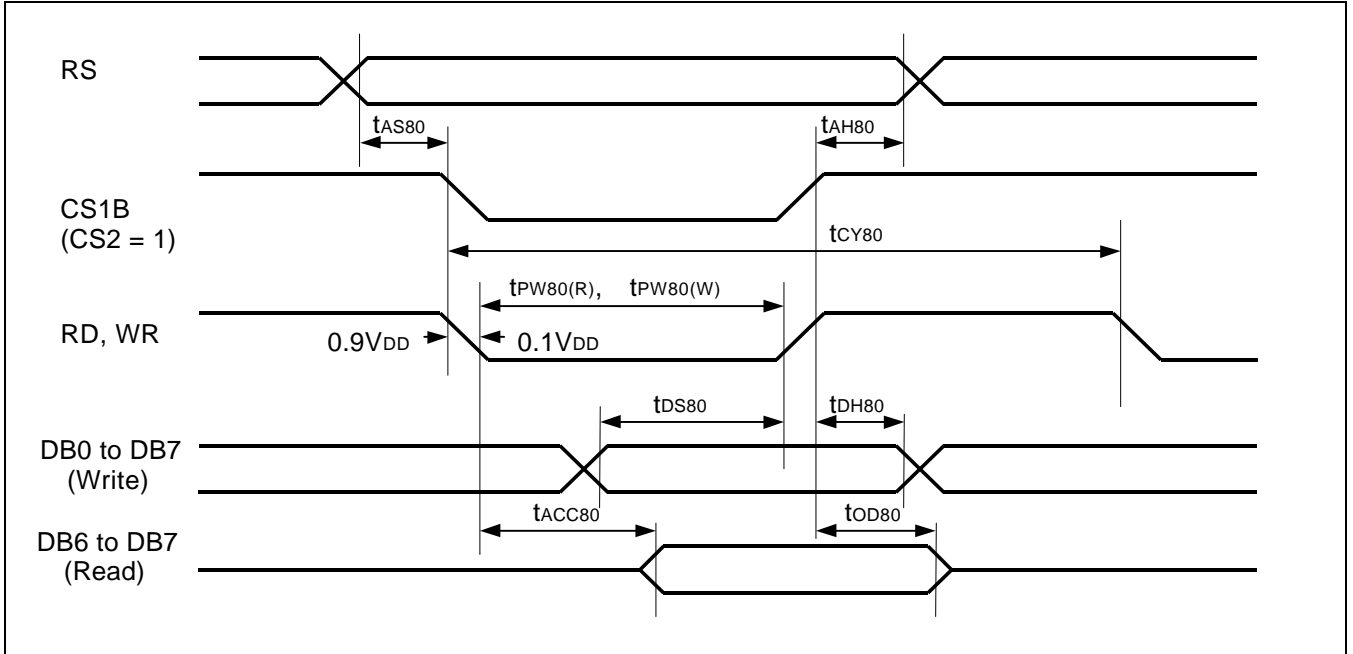 RS
tAS80 tAH80
CS1B
(CS2 = 1)
tCY80
tPW80(R), tPW80(W)
RD, WR
0.9VDD 0.1VDD
tDS80 tDH80
DB0 to DB7
(Write)
tACC80 tOD80
DB6 to DB7
(Read)